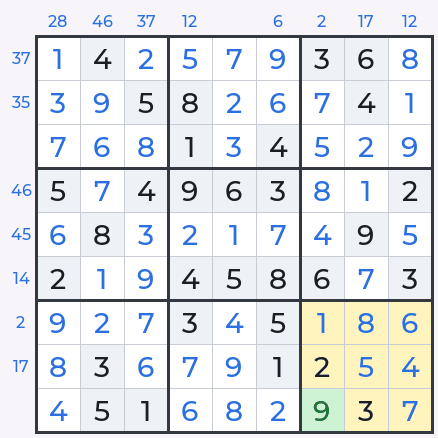 28 46 37 12 6 2 17 12
37 1 4 2 5 7 9 3 6 8
35 3 9 5 8 2 6 7 4 1
7 6 8 1 3 4 5 2 9
46 5 7 4 9 6 3 8 1 2
45 6 8 3 2 1 7 4 9 5
14 2 1 9 4 5 8 6 7 3
2 9 2 7 3 4 5 1 8 6
17 8 3 6 7 9 1 2 5 4
4 5 1 6 8 2 9 3 7